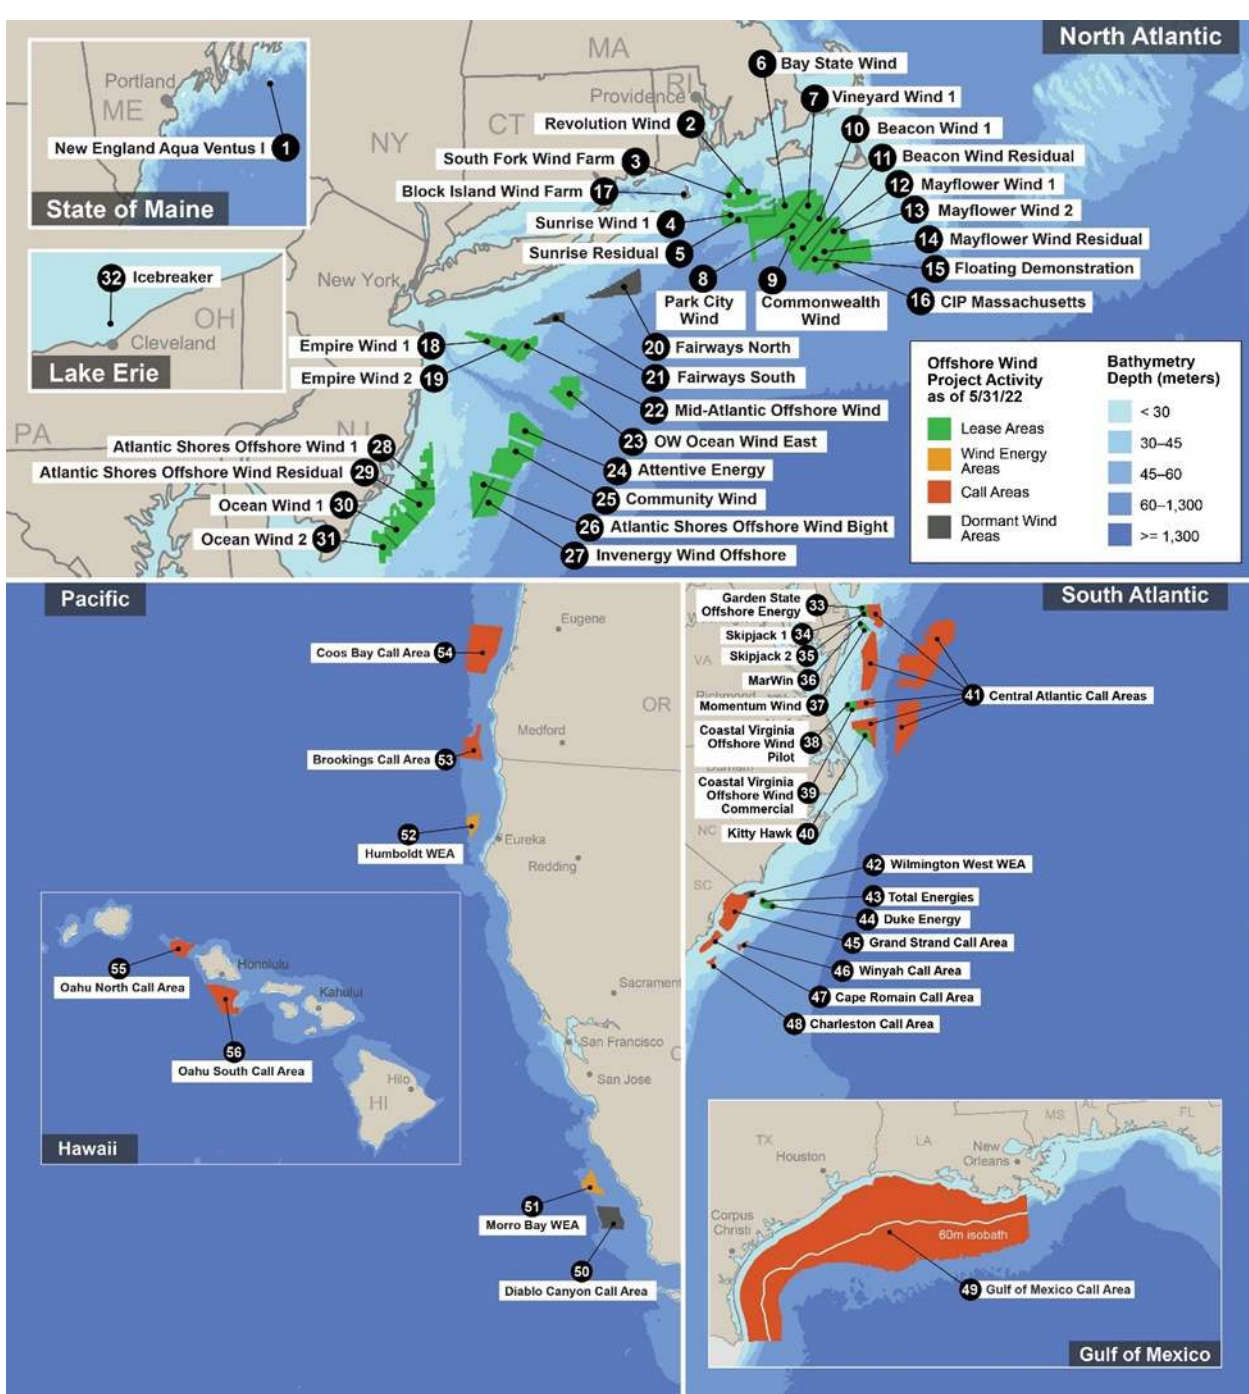 North Atlantic
MA
RI
Providence
CT
NY
Portland
ME
New England Aqua Ventus I 1
State of Maine
32 Icebreaker
OH
Cleveland
Lake Erie
New York
PA
NJ
6 Bay State Wind
7 Vineyard Wind 1
Revolution Wind 2
10 Beacon Wind 1
South Fork Wind Farm 3
11 Beacon Wind Residual
Block Island Wind Farm 17
12 Mayflower Wind 1
Sunrise Wind 1 4
13 Mayflower Wind 2
Sunrise Residual 5
14 Mayflower Wind Residual
15 Floating Demonstration
8
Park City
Wind
9
Commonwealth
Wind
16 CIP Massachusetts
Empire Wind 1 18
20 Fairways North
Empire Wind 2 19
21 Fairways South
22 Mid-Atlantic Offshore Wind
23 OW Ocean Wind East
Atlantic Shores Offshore Wind 1 28
24 Attentive Energy
Atlantic Shores Offshore Wind Residual 29
25 Community Wind
Ocean Wind 1 30
26 Atlantic Shores Offshore Wind Bight
Ocean Wind 2 31
27 Invenergy Wind Offshore
Offshore Wind
Project Activity
as of 5/31/22
Lease Areas
Wind Energy
Areas
Call Areas
Dormant Wind
Areas
Bathymetry
Depth (meters)
< 30
30–45
45–60
60–1,300
>= 1,300
Pacific
Eugene
Coos Bay Call Area 54
OR
Medford
Brookings Call Area 53
52
Humboldt WEA
Eureka
Redding
55
Oahu North Call Area
Honolulu
Kahului
56
Oahu South Call Area
Hilo
HI
Hawaii
Sacrament
San Francisco
San Jose
51
Morro Bay WEA
50
Diablo Canyon Call Area
South Atlantic
Garden State
Offshore Energy 33
Skipjack 1 34
Skipjack 2 35
VA
MarWin 36
Richmond
Momentum Wind 37
41 Central Atlantic Call Areas
Coastal Virginia
Offshore Wind
Pilot 38
Coastal Virginia
Offshore Wind
Commercial 39
NC
Kitty Hawk 40
42 Wilmington West WEA
SC
43 Total Energies
44 Duke Energy
45 Grand Strand Call Area
46 Winyah Call Area
47 Cape Romain Call Area
48 Charleston Call Area
TX
LA
MS
AL
FL
Houston
New
Orleans
Corpus
Christi
60m isobath
49 Gulf of Mexico Call Area
Gulf of Mexico